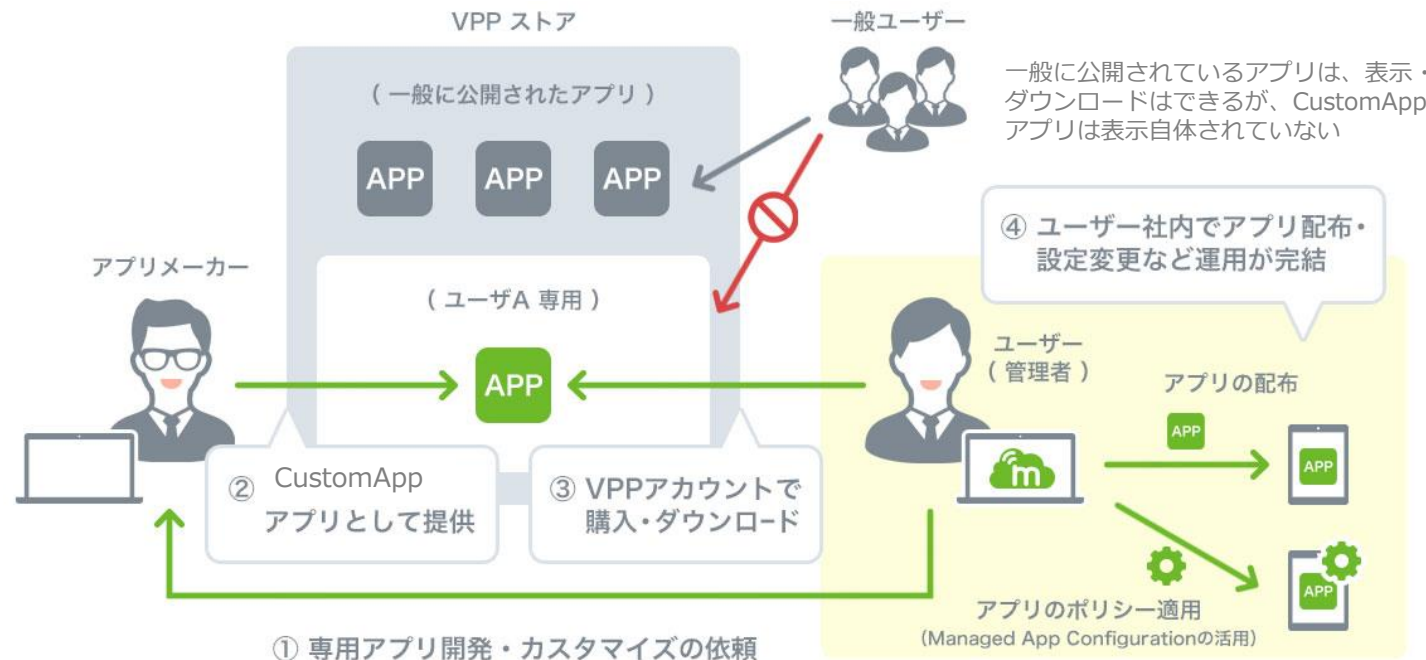 VPP ストア
一般ユーザー
一般に公開されているアプリは、表示・
ダウンロードはできるが、CustomApp
アプリは表示自体されていない
( 一般に公開されたアプリ )
APP
APP
APP
④ ユーザー社内でアプリ配布・
設定変更など運用が完結
アプリメーカー
( ユーザA 専用 )
APP
ユーザー
( 管理者 )
アプリの配布
APP
APP
m
② CustomApp
アプリとして提供
③ VPPアカウントで
購入・ダウンロード
APP
アプリのポリシー適用
(Managed App Configurationの活用)
① 専用アプリ開発・カスタマイズの依頼